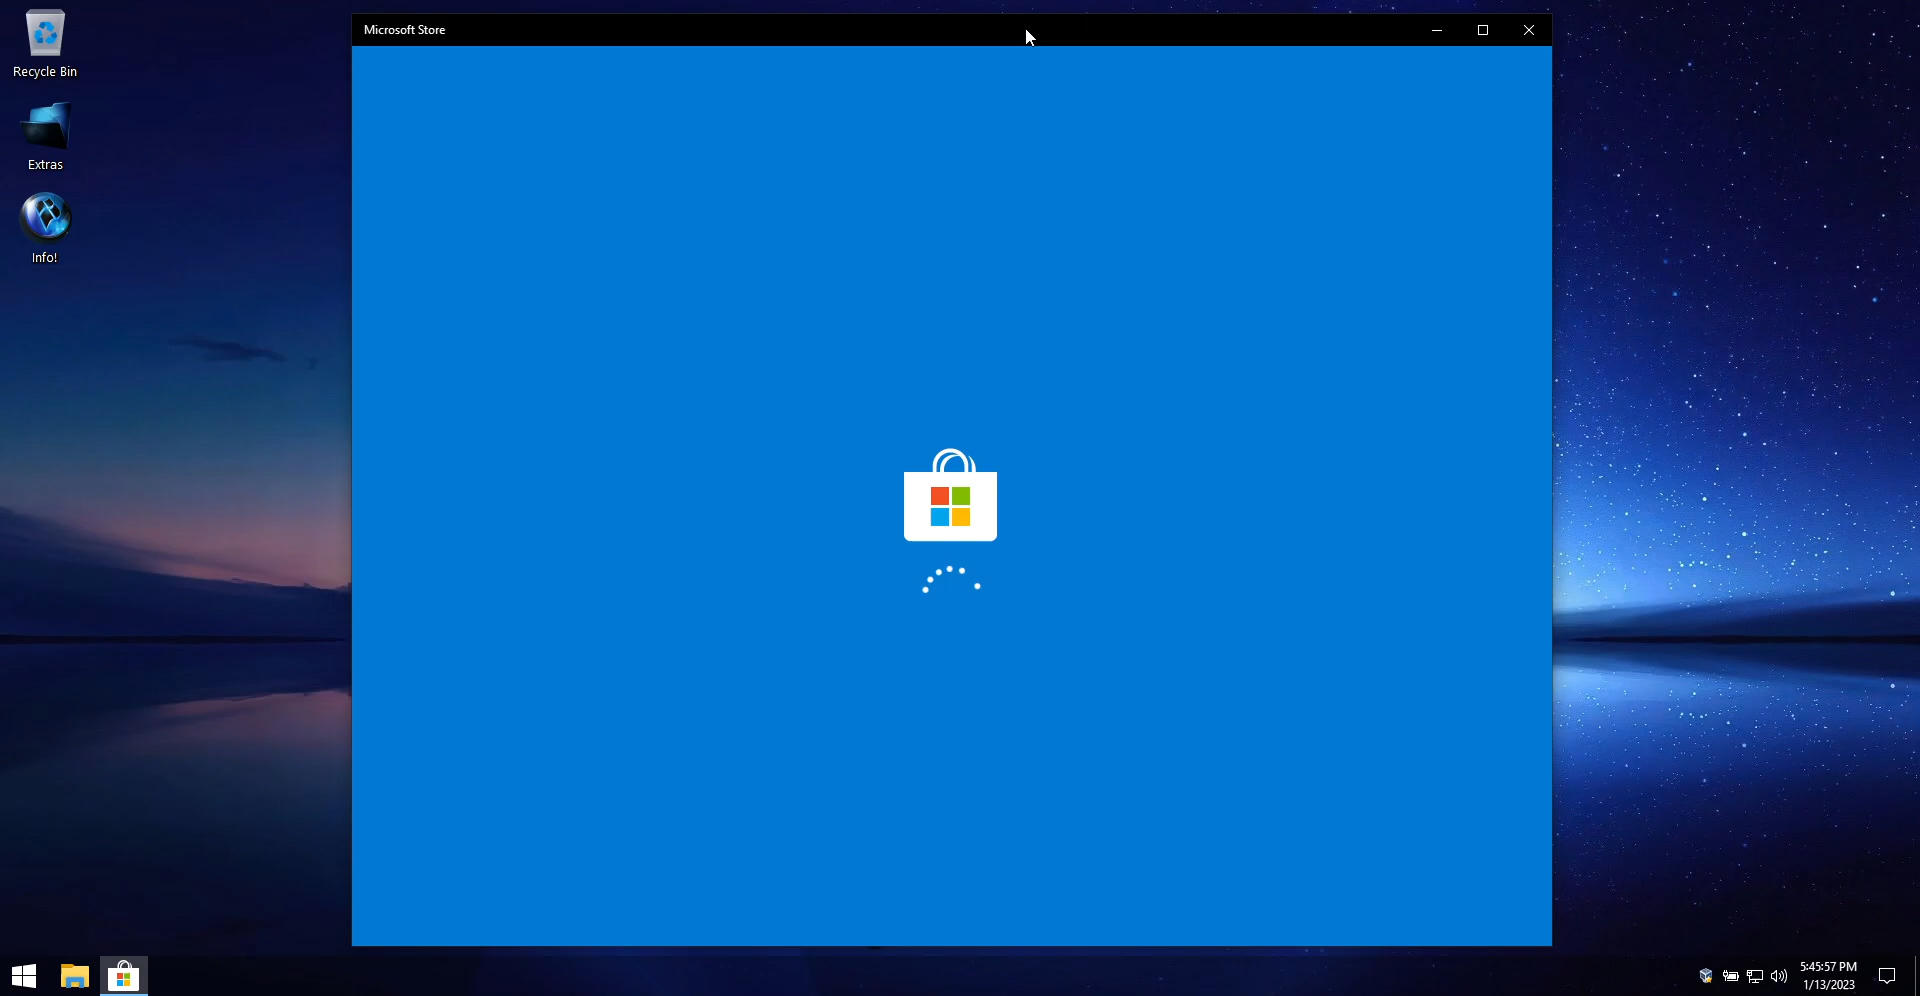 Recycle Bin
Extras
Info!
Microsoft Store
5:45:57 PM
1/13/2023